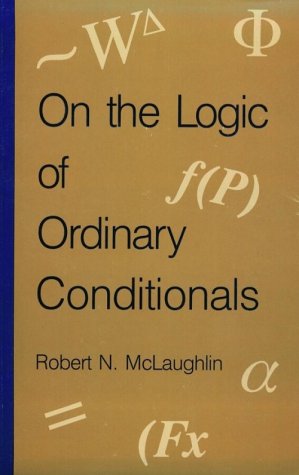 ~W^Δ Φ
On the Logic
of
f(P)
Ordinary
Conditionals
Robert N. McLaughlin
α
= (Fx